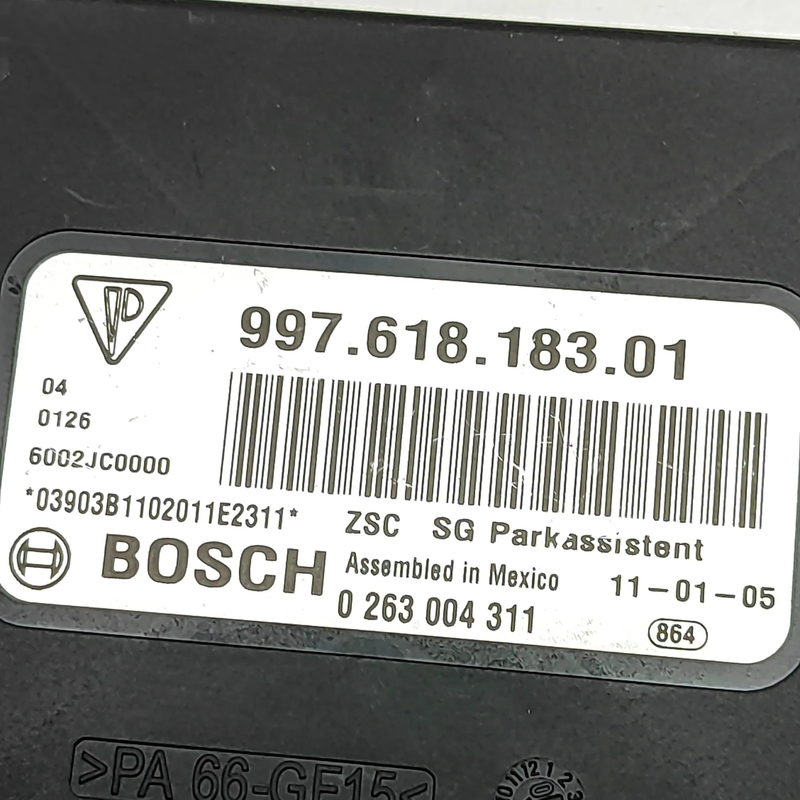 997.618.183.01
04
0126
6002JC0000
*03903B1102011E2311*
ZSC SG Parkassistent
BOSCH
Assembled in Mexico 11-01-05
0 263 004 311
864
>PA 66-GF15<